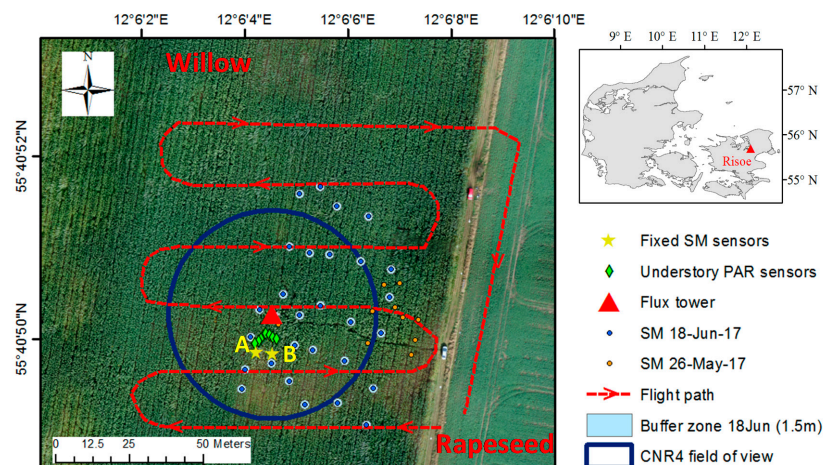 12°6'2"E 12°6'4"E 12°6'6"E 12°6'8"E 12°6'10"E
Willow
N
55°40'52"N
55°40'50"N
A
B
0 12.5 25 50 Meters
Rapeseed
9° E 10° E 11° E 12° E
57° N
56° N
55° N
Risoe
Fixed SM sensors
Understory PAR sensors
Flux tower
SM 18-Jun-17
SM 26-May-17
Flight path
Buffer zone 18Jun (1.5m)
CNR4 field of view